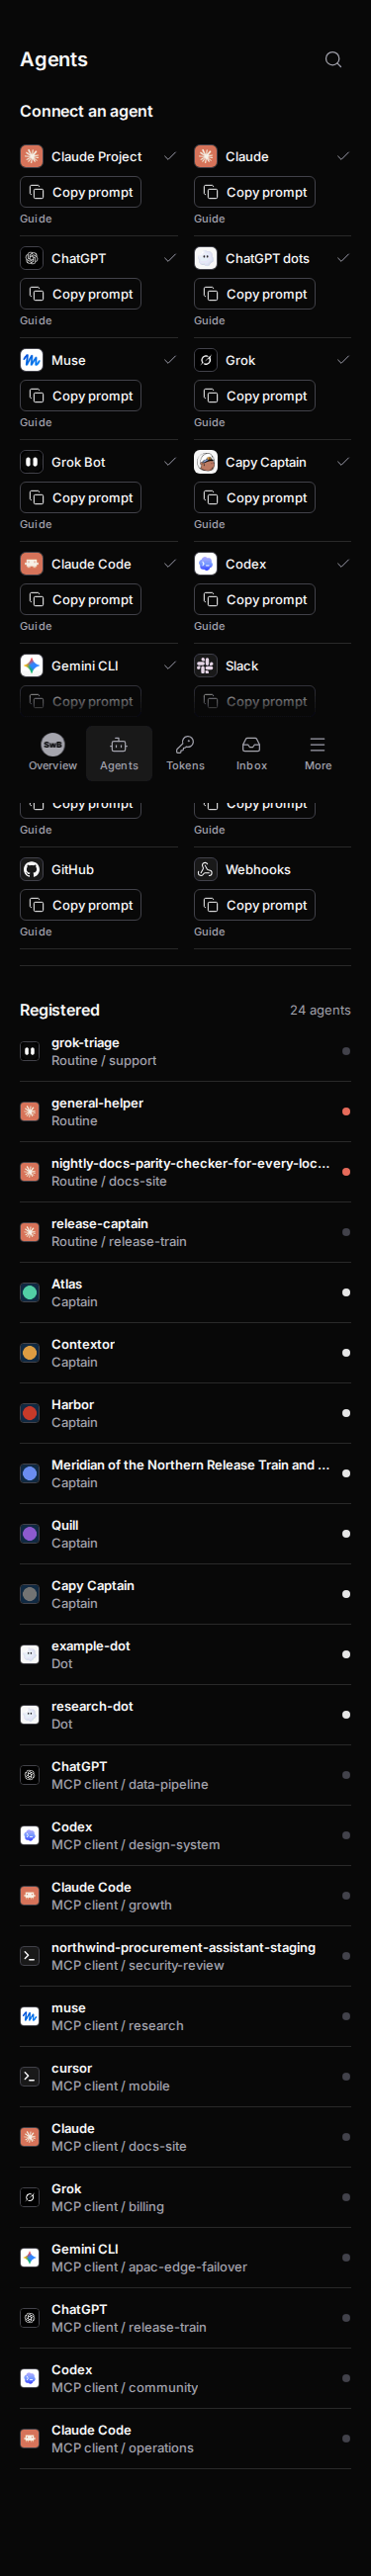 Agents
Connect an agent
Claude Project
Claude
Copy prompt
Copy prompt
Guide
Guide
ChatGPT
ChatGPT dots
Copy prompt
Copy prompt
Guide
Guide
Muse
Grok
Copy prompt
Copy prompt
Guide
Guide
Grok Bot
Capy Captain
Copy prompt
Copy prompt
Guide
Guide
Claude Code
Codex
Copy prompt
Copy prompt
Guide
Guide
Gemini CLI
Slack
Copy prompt
Copy prompt
SwB
Overview
Agents
Tokens
Inbox
More
Copy prompt
Copy prompt
Guide
Guide
GitHub
Webhooks
Copy prompt
Copy prompt
Guide
Guide
Registered
24 agents
grok-triage
Routine / support
general-helper
Routine
nightly-docs-parity-checker-for-every-loc...
Routine / docs-site
release-captain
Routine / release-train
Atlas
Captain
Contextor
Captain
Harbor
Captain
Meridian of the Northern Release Train and ...
Captain
Quill
Captain
Capy Captain
Captain
example-dot
Dot
research-dot
Dot
ChatGPT
MCP client / data-pipeline
Codex
MCP client / design-system
Claude Code
MCP client / growth
northwind-procurement-assistant-staging
MCP client / security-review
muse
MCP client / research
cursor
MCP client / mobile
Claude
MCP client / docs-site
Grok
MCP client / billing
Gemini CLI
MCP client / apac-edge-failover
ChatGPT
MCP client / release-train
Codex
MCP client / community
Claude Code
MCP client / operations